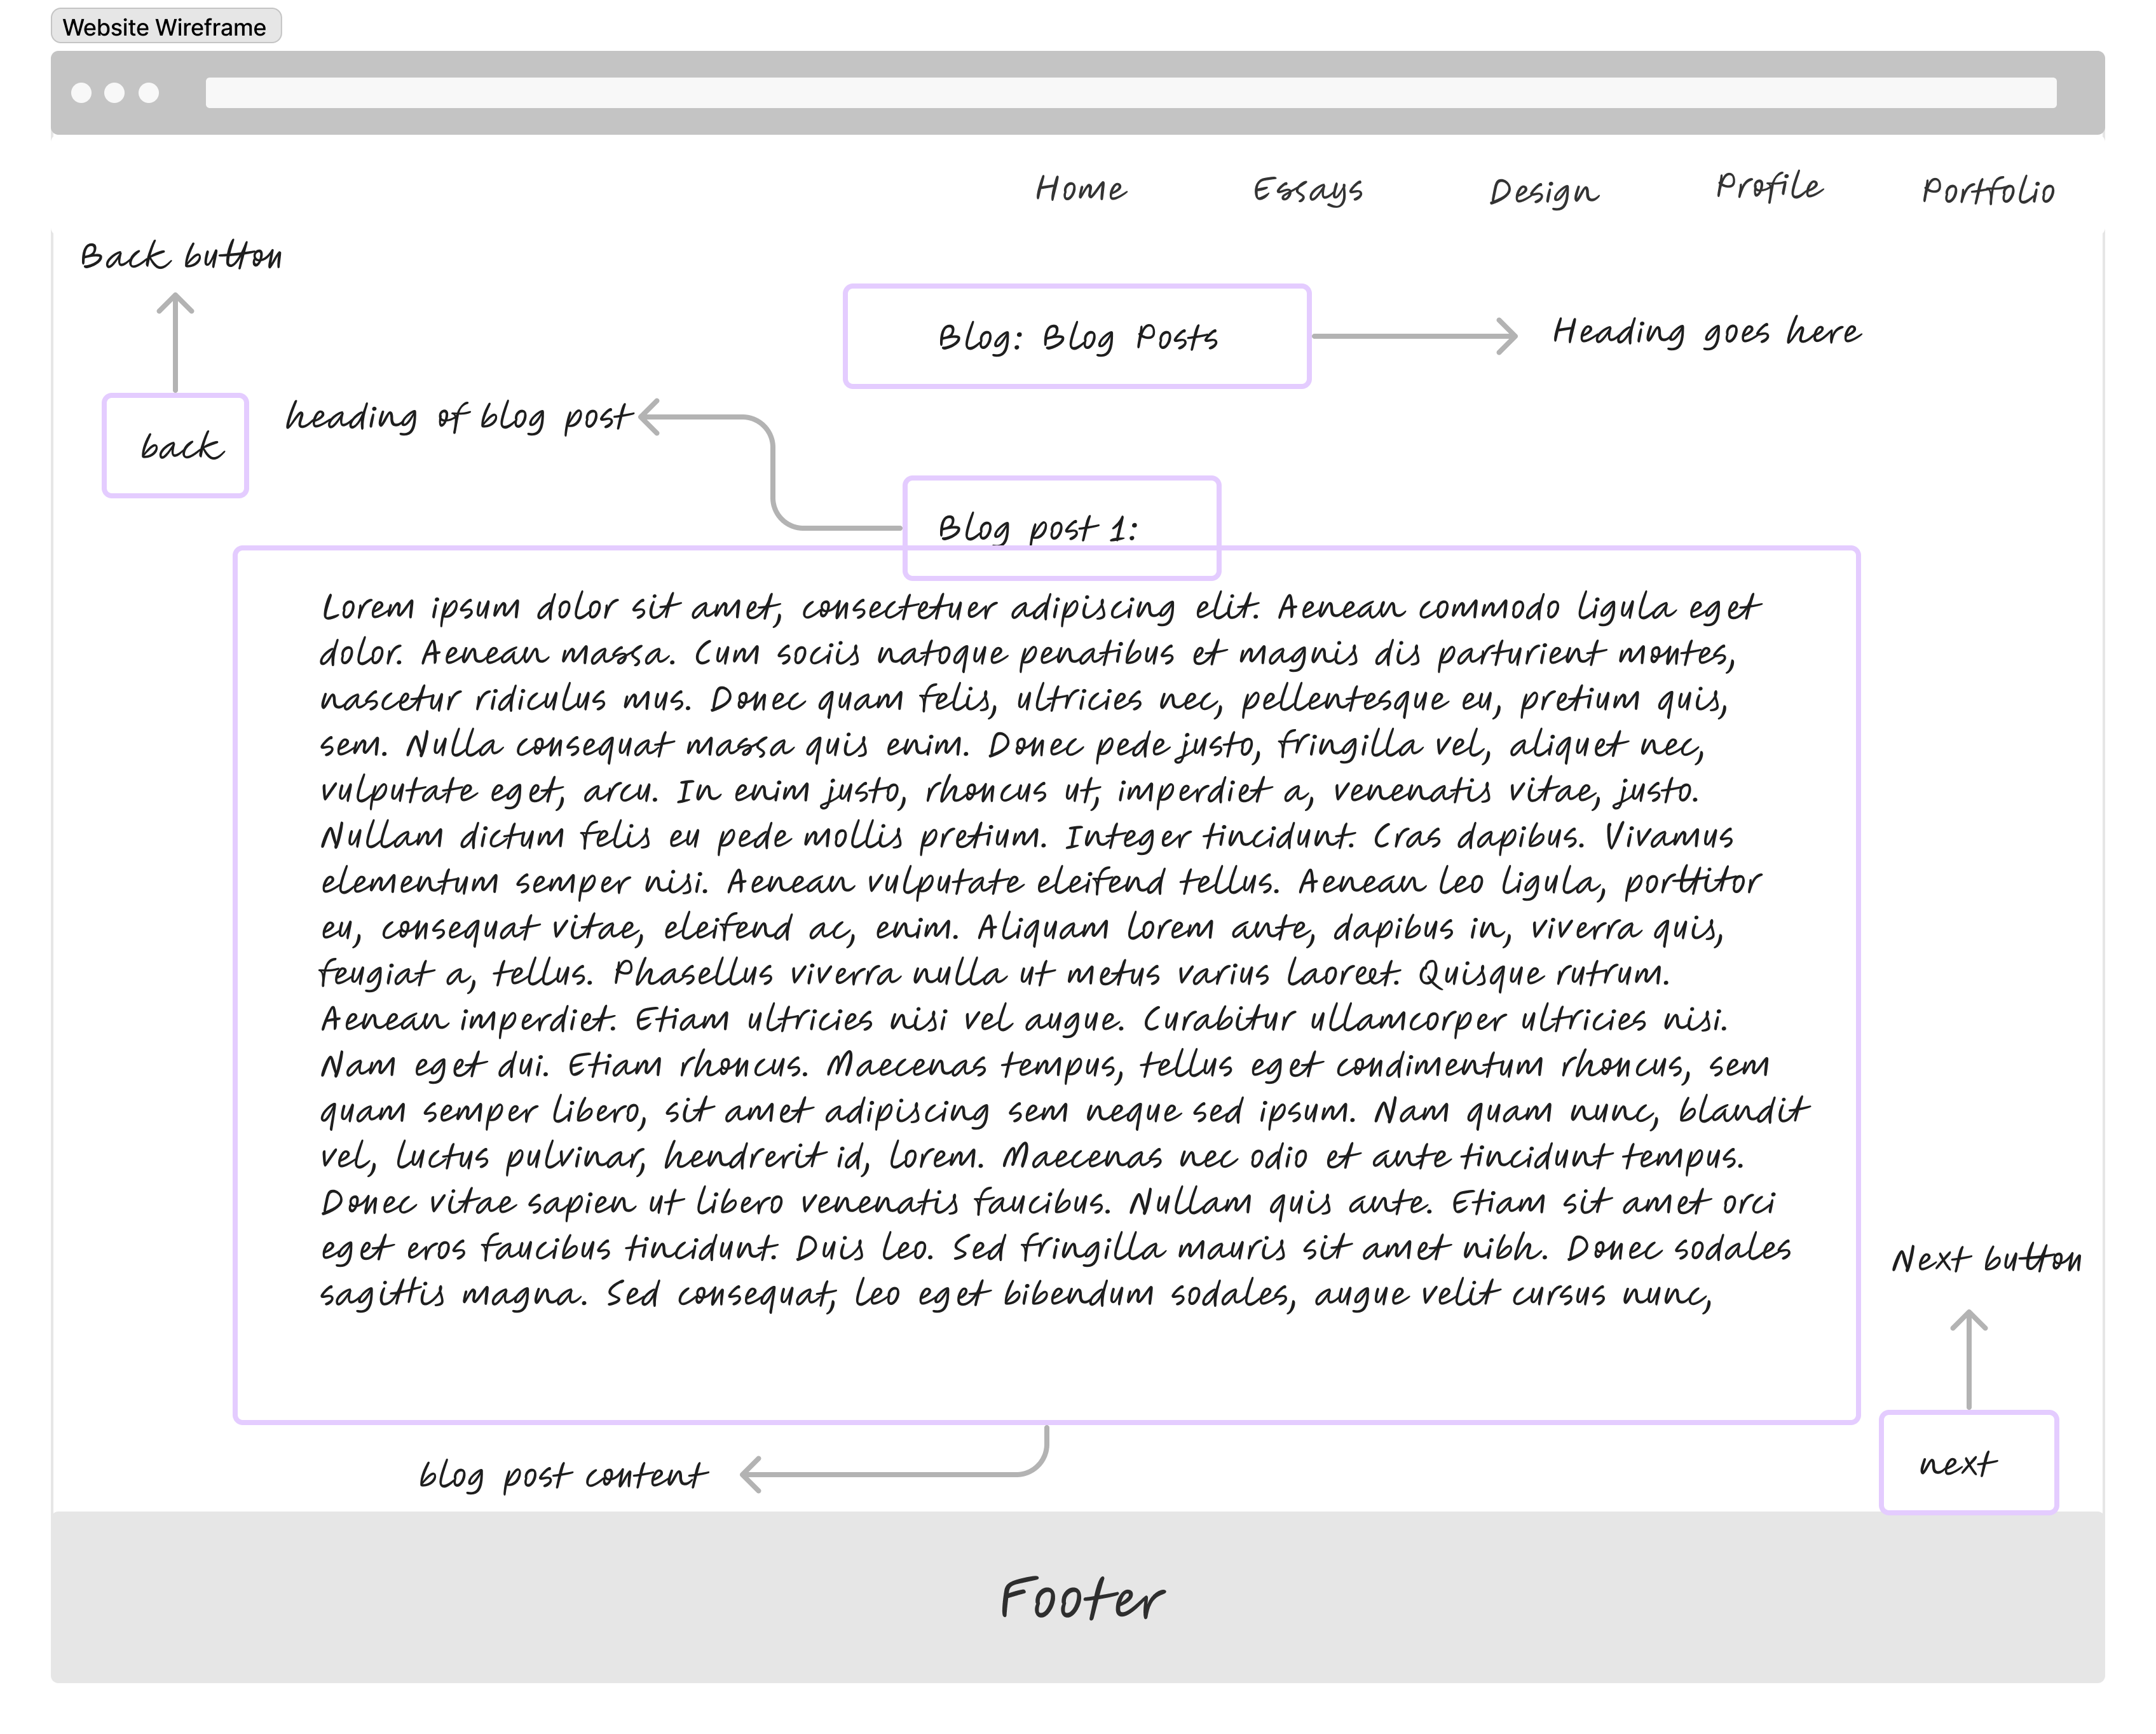 Website Wireframe
Home Essays Design Profile Portfolio
Back button
Blog: Blog Posts
Heading goes here
heading of blog post
back
Blog post 1:
Lorem ipsum dolor sit amet, consectetuer adipiscing elit. Aenean commodo ligula eget
dolor. Aenean massa. Cum sociis natoque penatibus et magnis dis parturient montes,
nascetur ridiculus mus. Donec quam felis, ultricies nec, pellentesque eu, pretium quis,
sem. Nulla consequat massa quis enim. Donec pede justo, fringilla vel, aliquet nec,
vulputate eget, arcu. In enim justo, rhoncus ut, imperdiet a, venenatis vitae, justo.
Nullam dictum felis eu pede mollis pretium. Integer tincidunt. Cras dapibus. Vivamus
elementum semper nisi. Aenean vulputate eleifend tellus. Aenean leo ligula, porttitor
eu, consequat vitae, eleifend ac, enim. Aliquam lorem ante, dapibus in, viverra quis,
feugiat a, tellus. Phasellus viverra nulla ut metus varius laoreet. Quisque rutrum.
Aenean imperdiet. Etiam ultricies nisi vel augue. Curabitur ullamcorper ultricies nisi.
Nam eget dui. Etiam rhoncus. Maecenas tempus, tellus eget condimentum rhoncus, sem
quam semper libero, sit amet adipiscing sem neque sed ipsum. Nam quam nunc, blandit
vel, luctus pulvinar, hendrerit id, lorem. Maecenas nec odio et ante tincidunt tempus.
Donec vitae sapien ut libero venenatis faucibus. Nullam quis ante. Etiam sit amet orci
eget eros faucibus tincidunt. Duis leo. Sed fringilla mauris sit amet nibh. Donec sodales
sagittis magna. Sed consequat, leo eget bibendum sodales, augue velit cursus nunc,
Next button
next
blog post content
Footer